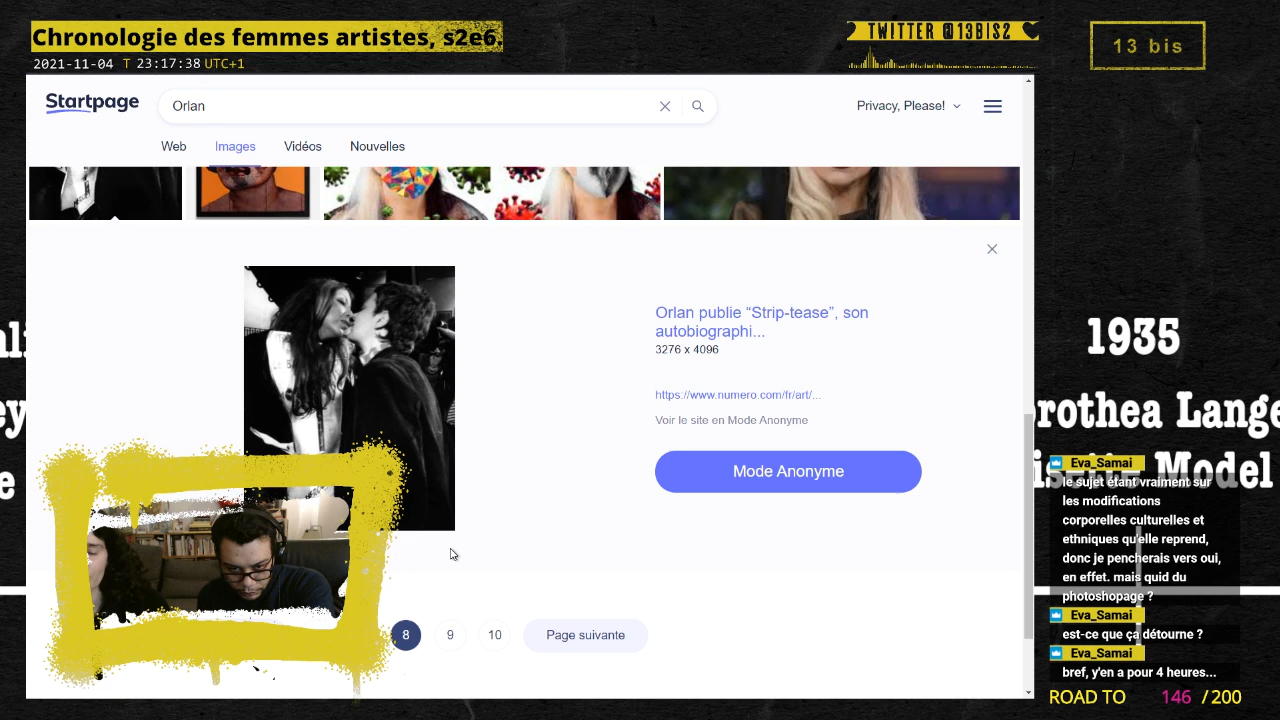 Chronologie des femmes artistes, s2e6
2021-11-04 T 23:17:38 UTC+1
TWITTER @13BIS2
13 bis
Startpage
Orlan
Privacy, Please!
Web
Images
Vidéos
Nouvelles
Orlan publie “Strip-tease”, son
autobiographi...
3276 x 4096
https://www.numero.com/fr/art/...
Voir le site en Mode Anonyme
Mode Anonyme
8
9
10
Page suivante
1935
Model
Eva_Samai
le sujet étant vraiment sur
les modifications
corporelles culturelles et
ethniques qu'elle reprend,
donc je pencherais vers oui,
en effet. mais quid du
photoshopage ?
Eva_Samai
est-ce que ça détourne ?
Eva_Samai
bref, y'en a pour 4 heures...
ROAD TO 146 / 200